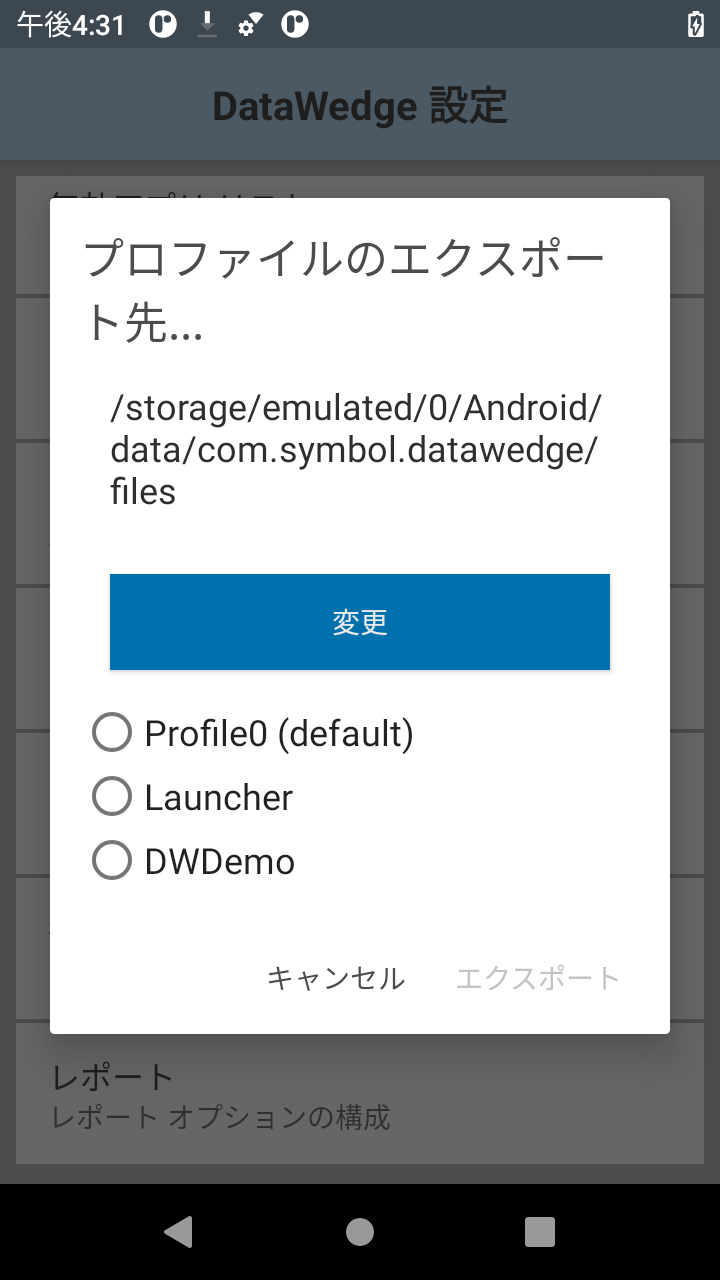 午後4:31
DataWedge 設定
プロファイルのエクスポー
ト先...
/storage/emulated/0/Android/
data/com.symbol.datawedge/
files
変更
Profile0 (default)
Launcher
DWDemo
キャンセル
エクスポート
レポート
レポート オプションの構成